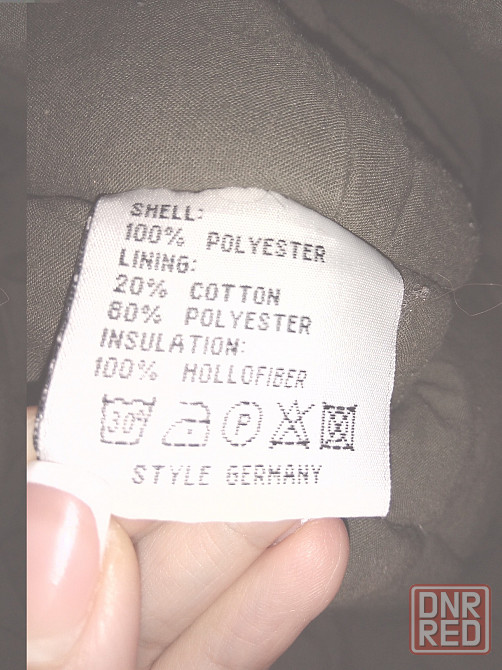 SHELL:
100% POLYESTER
LINING:
20% COTTON
80% POLYESTER
INSULATION:
100% HOLLOFIBER
30°
P
STYLE GERMANY
DNR
RED